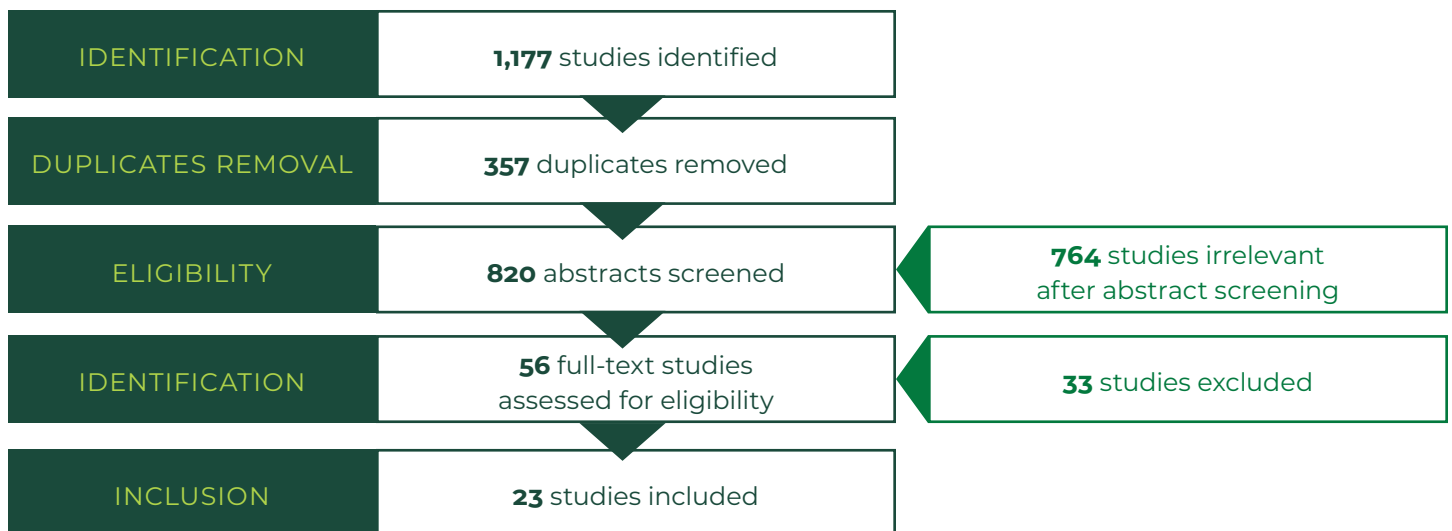 IDENTIFICATION
1,177 studies identified
DUPLICATES REMOVAL
357 duplicates removed
ELIGIBILITY
820 abstracts screened
764 studies irrelevant
after abstract screening
IDENTIFICATION
56 full-text studies
assessed for eligibility
33 studies excluded
INCLUSION
23 studies included